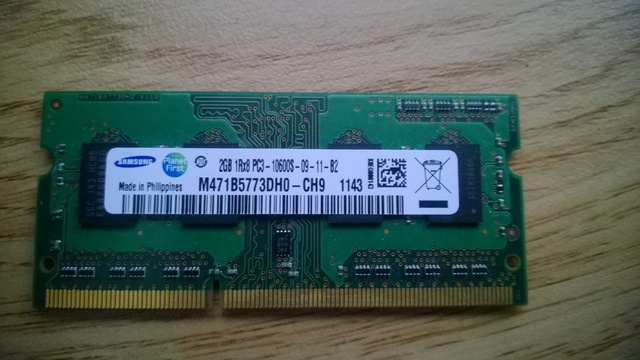 SAMSUNG
Planet
First
2GB 1Rx8 PC3-10600S-09-11-B2
Made in Philippines
M471B5773DH0-CH9 1143